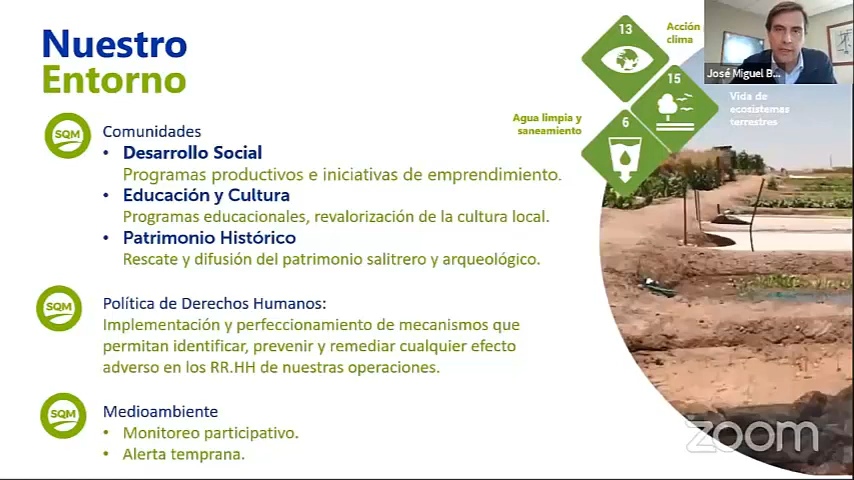 Nuestro
Entorno
13
Acción
clima
José Miguel B...
15
Vida de
ecosistemas
terrestres
Agua limpia y
saneamiento
6
SQM
Comunidades
• Desarrollo Social
Programas productivos e iniciativas de emprendimiento.
• Educación y Cultura
Programas educacionales, revalorización de la cultura local.
• Patrimonio Histórico
Rescate y difusión del patrimonio salitrero y arqueológico.
SQM
Política de Derechos Humanos:
Implementación y perfeccionamiento de mecanismos que
permitan identificar, prevenir y remediar cualquier efecto
adverso en los RR.HH de nuestras operaciones.
SQM
Medioambiente
• Monitoreo participativo.
• Alerta temprana.
zoom